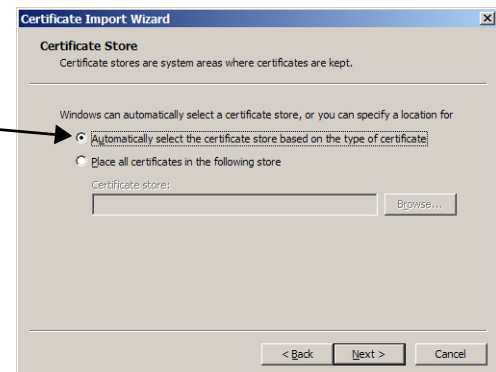 Certificate Import Wizard
Certificate Store
Certificate stores are system areas where certificates are kept.
Windows can automatically select a certificate store, or you can specify a location for
Automatically select the certificate store based on the type of certificate
Place all certificates in the following store
Certificate store:
Browse...
< Back
Next >
Cancel